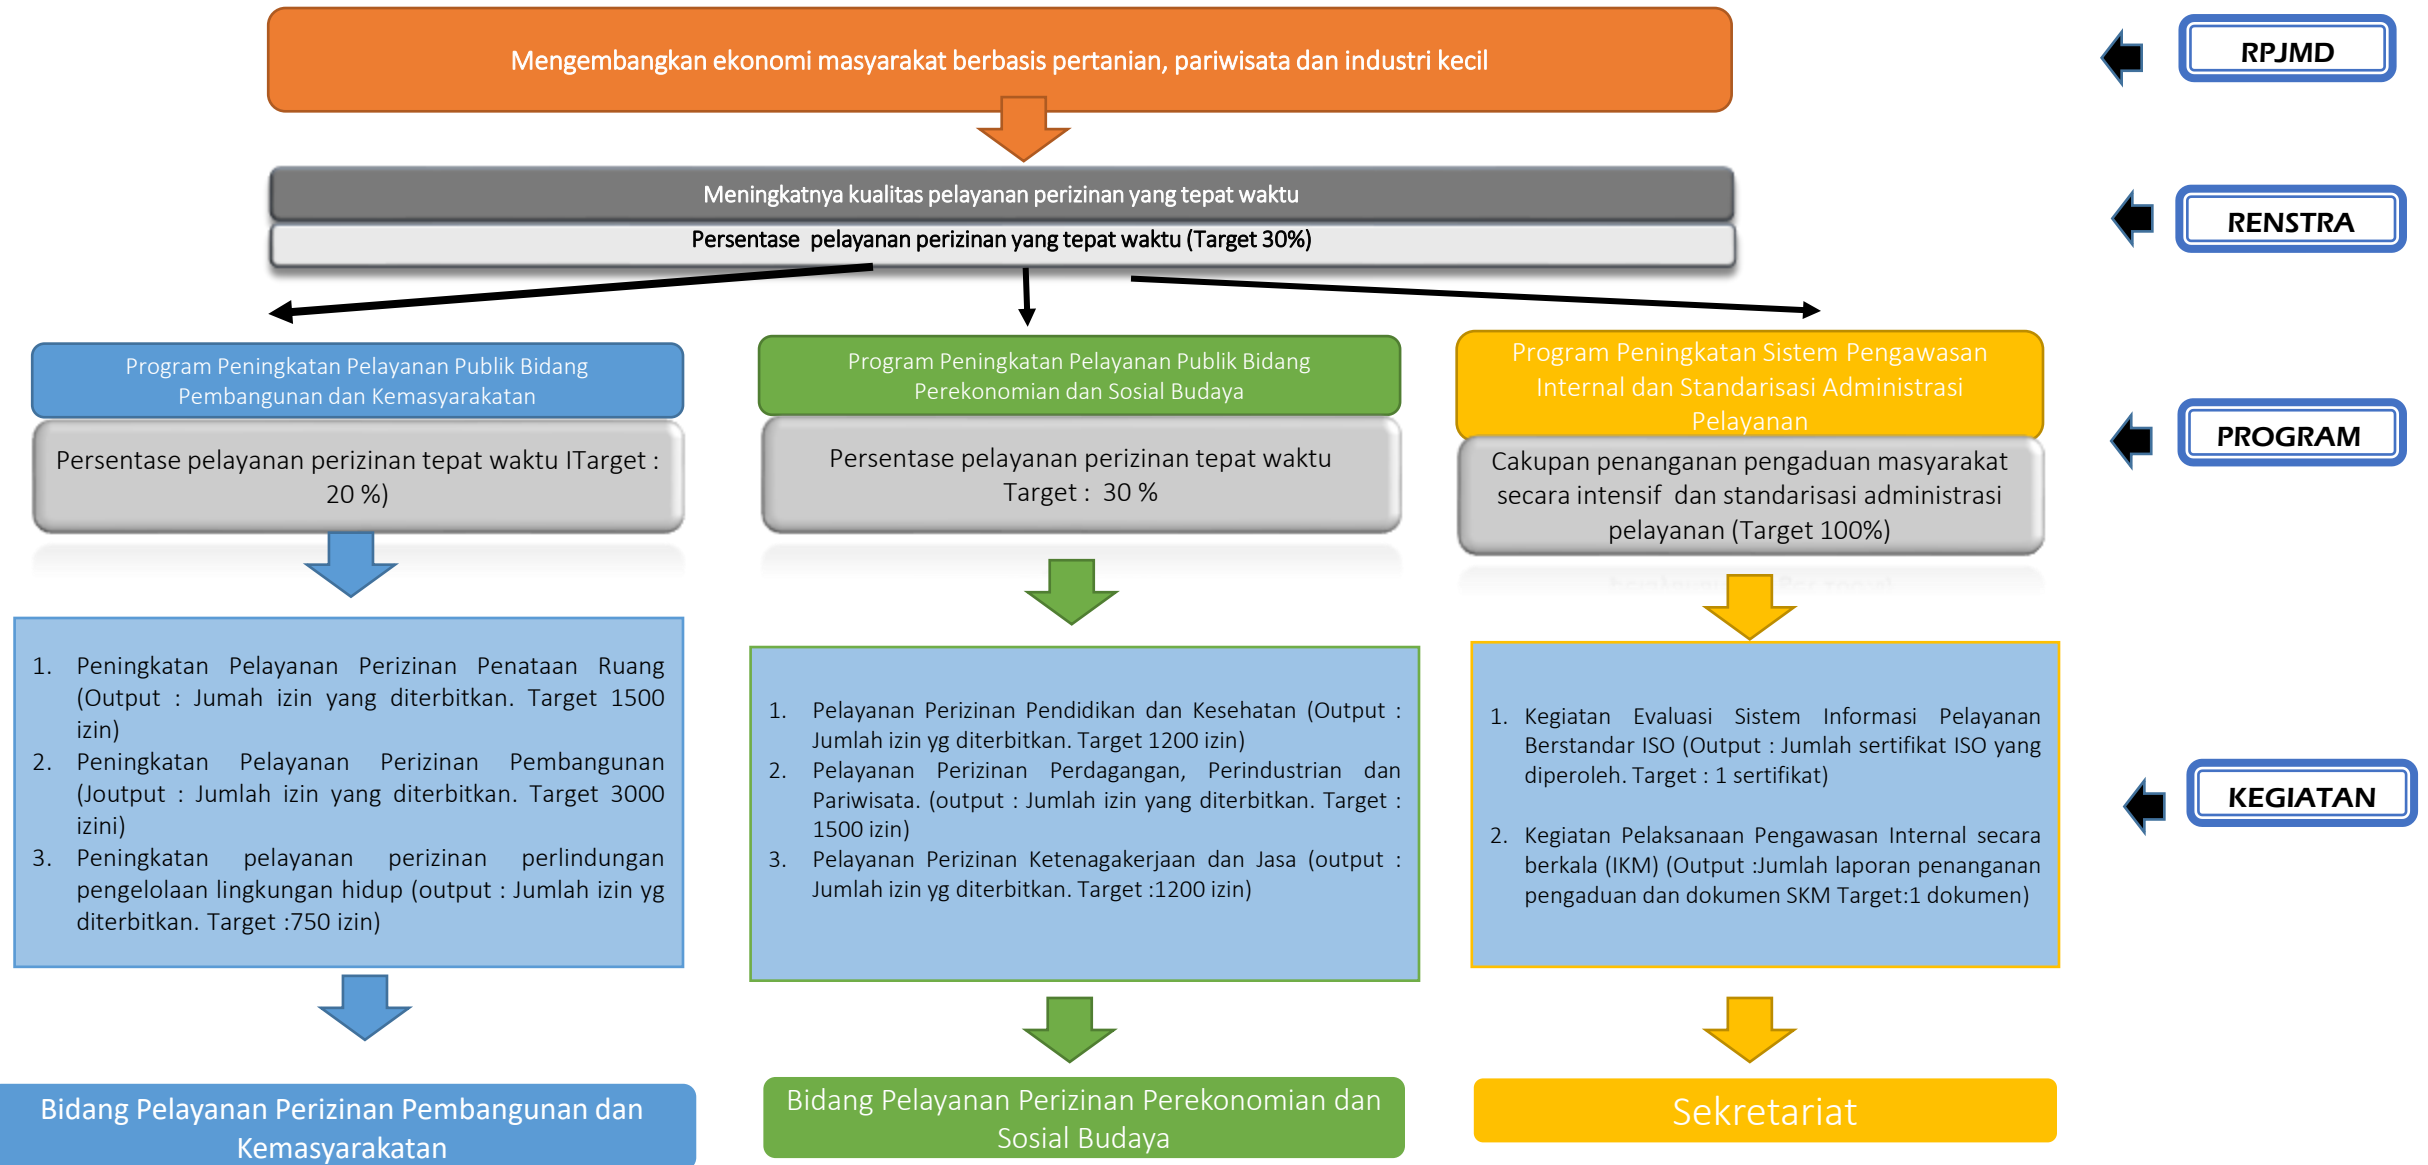 Mengembangkan ekonomi masyarakat berbasis pertanian, pariwisata dan industri kecil
RPJMD
Meningkatnya kualitas pelayanan perizinan yang tepat waktu
Persentase pelayanan perizinan yang tepat waktu (Target 30%)
RENSTRA
Program Peningkatan Pelayanan Publik Bidang
Pembangunan dan Kemasyarakatan
Persentase pelayanan perizinan tepat waktu ITarget :
20 %)
Program Peningkatan Pelayanan Publik Bidang
Perekonomian dan Sosial Budaya
Persentase pelayanan perizinan tepat waktu
Target : 30 %
Program Peningkatan Sistem Pengawasan
Internal dan Standarisasi Administrasi
Pelayanan
Cakupan penanganan pengaduan masyarakat
secara intensif dan standarisasi administrasi
pelayanan (Target 100%)
PROGRAM
1. Peningkatan Pelayanan Perizinan Penataan Ruang
(Output : Jumah izin yang diterbitkan. Target 1500
izin)
2. Peningkatan Pelayanan Perizinan Pembangunan
(Joutput : Jumlah izin yang diterbitkan. Target 3000
izini)
3. Peningkatan pelayanan perizinan perlindungan
pengelolaan lingkungan hidup (output : Jumlah izin yg
diterbitkan. Target :750 izin)
1. Pelayanan Perizinan Pendidikan dan Kesehatan (Output :
Jumlah izin yg diterbitkan. Target 1200 izin)
2. Pelayanan Perizinan Perdagangan, Perindustrian dan
Pariwisata. (output : Jumlah izin yang diterbitkan. Target :
1500 izin)
3. Pelayanan Perizinan Ketenagakerjaan dan Jasa (output :
Jumlah izin yg diterbitkan. Target :1200 izin)
1. Kegiatan Evaluasi Sistem Informasi Pelayanan
Berstandar ISO (Output : Jumlah sertifikat ISO yang
diperoleh. Target : 1 sertifikat)
2. Kegiatan Pelaksanaan Pengawasan Internal secara
berkala (IKM) (Output :Jumlah laporan penanganan
pengaduan dan dokumen SKM Target:1 dokumen)
KEGIATAN
Bidang Pelayanan Perizinan Pembangunan dan
Kemasyarakatan
Bidang Pelayanan Perizinan Perekonomian dan
Sosial Budaya
Sekretariat